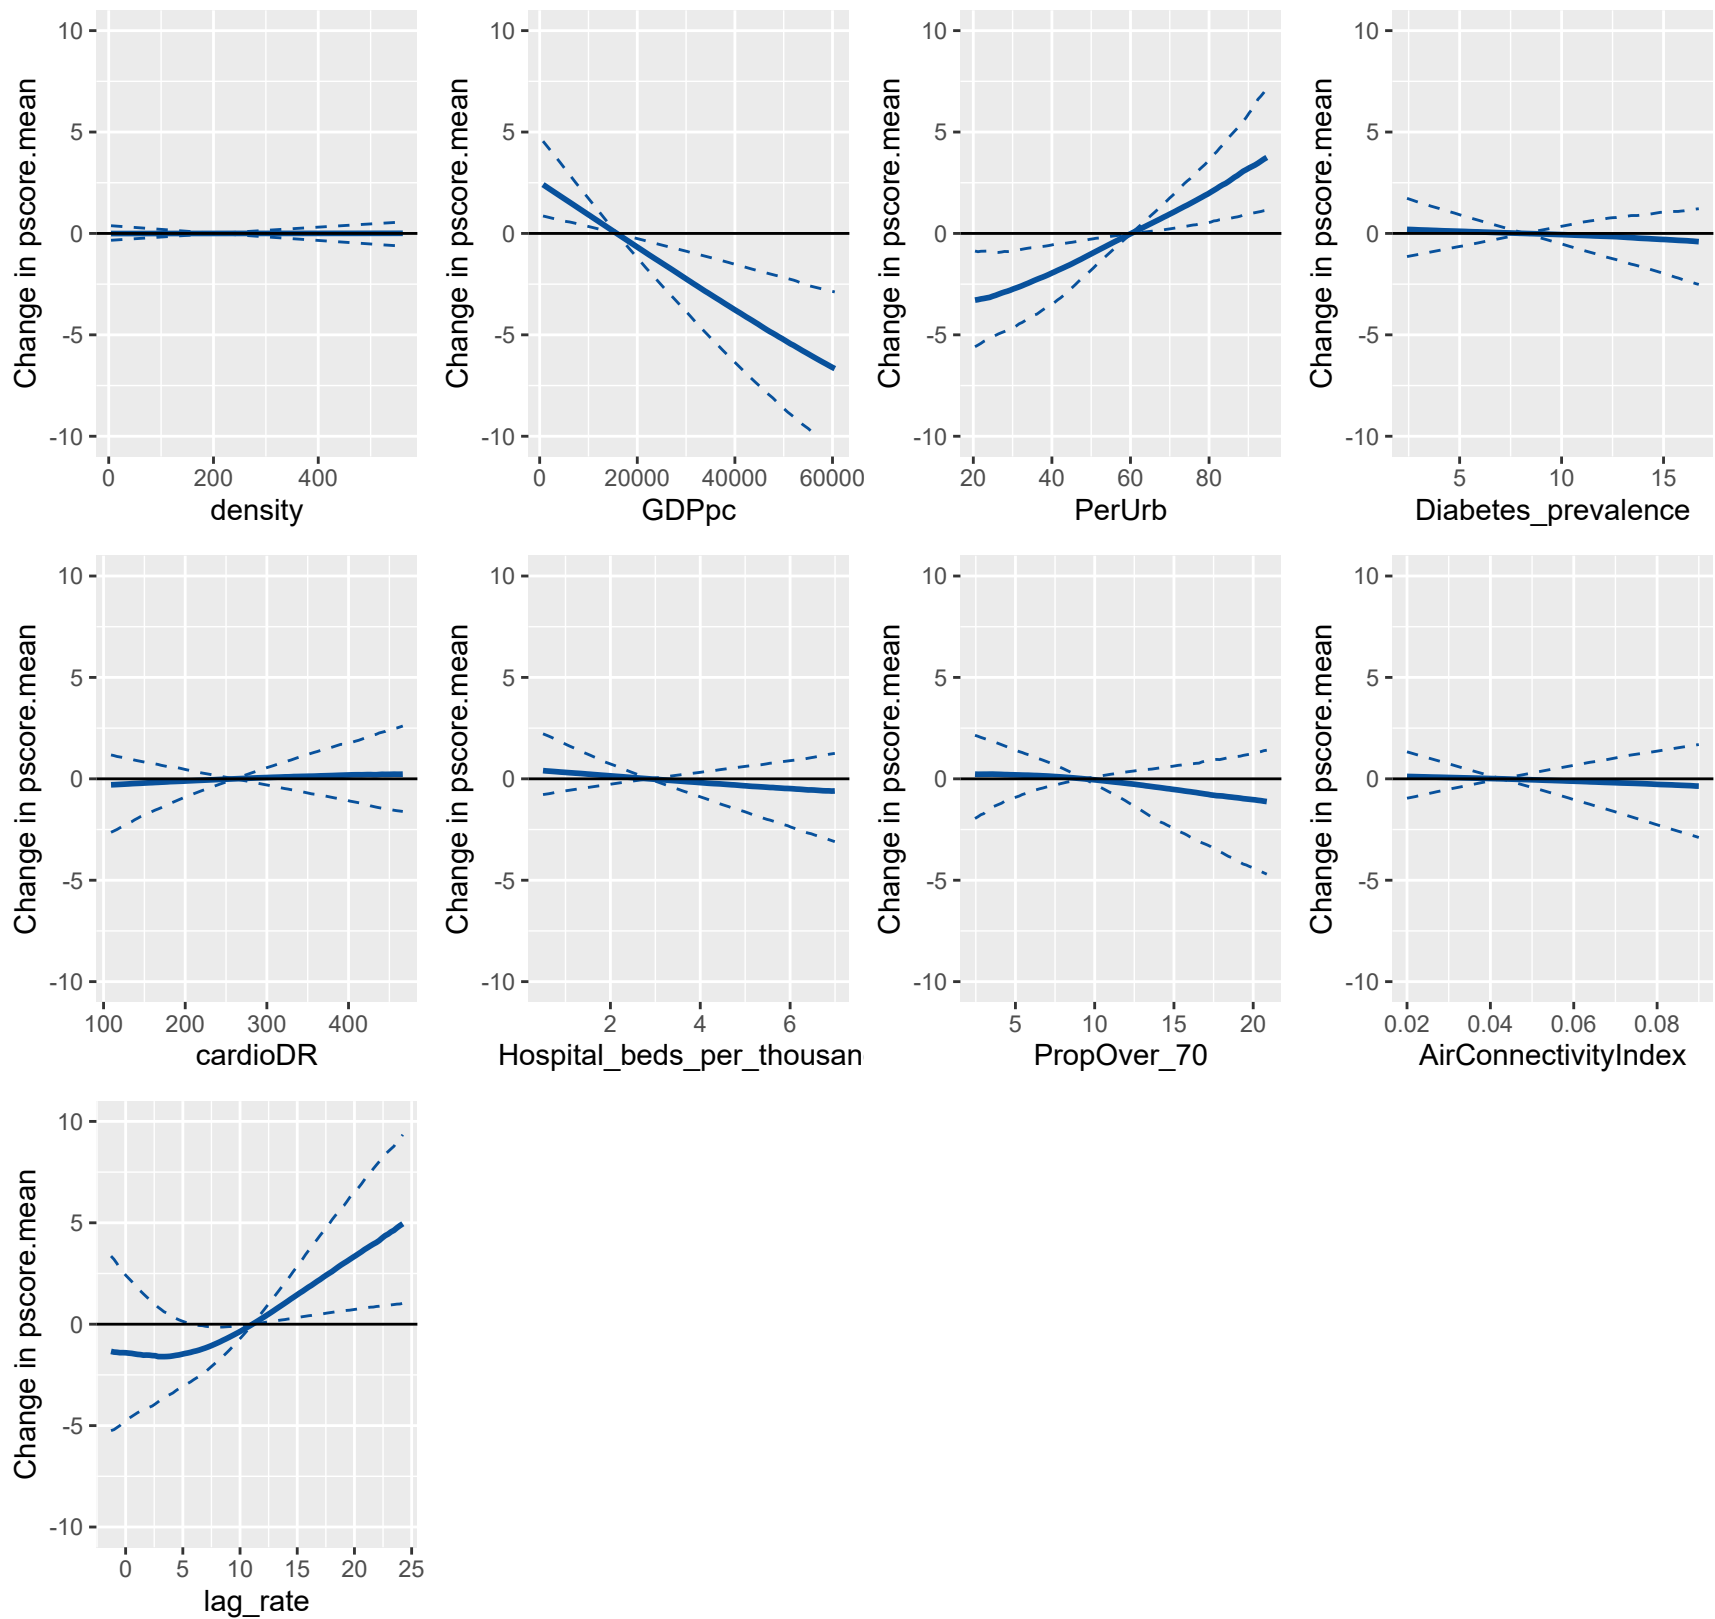 Change in pscore.mean
10
5
0
-5
-10
0 200 400
density
Change in pscore.mean
10
5
0
-5
-10
0 20000 40000 60000
GDPpc
Change in pscore.mean
10
5
0
-5
-10
20 40 60 80
PerUrb
Change in pscore.mean
10
5
0
-5
-10
5 10 15
Diabetes_prevalence
Change in pscore.mean
10
5
0
-5
-10
100 200 300 400
cardioDR
Change in pscore.mean
10
5
0
-5
-10
2 4 6
Hospital_beds_per_thousan
Change in pscore.mean
10
5
0
-5
-10
5 10 15 20
PropOver_70
Change in pscore.mean
10
5
0
-5
-10
0.02 0.04 0.06 0.08
AirConnectivityIndex
Change in pscore.mean
10
5
0
-5
-10
0 5 10 15 20 25
lag_rate